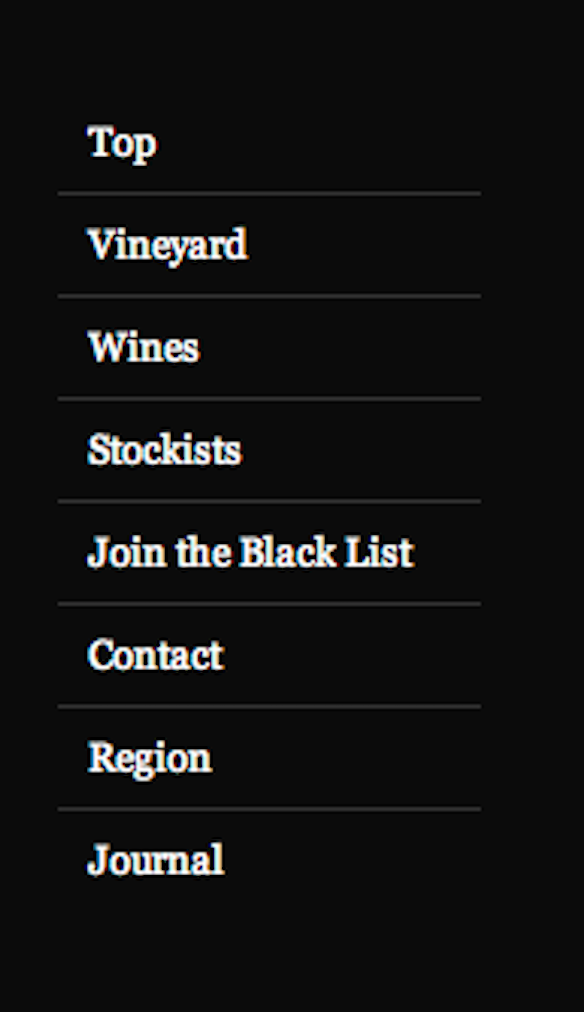 Top
Vineyard
Wines
Stockists
Join the Black List
Contact
Region
Journal